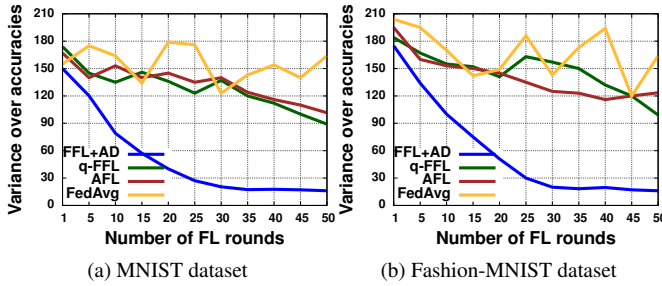 Variance over accuracies
210
180
150
120
90
60
30
0
FFL+AD
q-FFL
AFL
FedAvg
1 5 10 15 20 25 30 35 40 45 50
Number of FL rounds
(a) MNIST dataset
Variance over accuracies
210
180
150
120
90
60
30
0
FFL+AD
q-FFL
AFL
FedAvg
1 5 10 15 20 25 30 35 40 45 50
Number of FL rounds
(b) Fashion-MNIST dataset